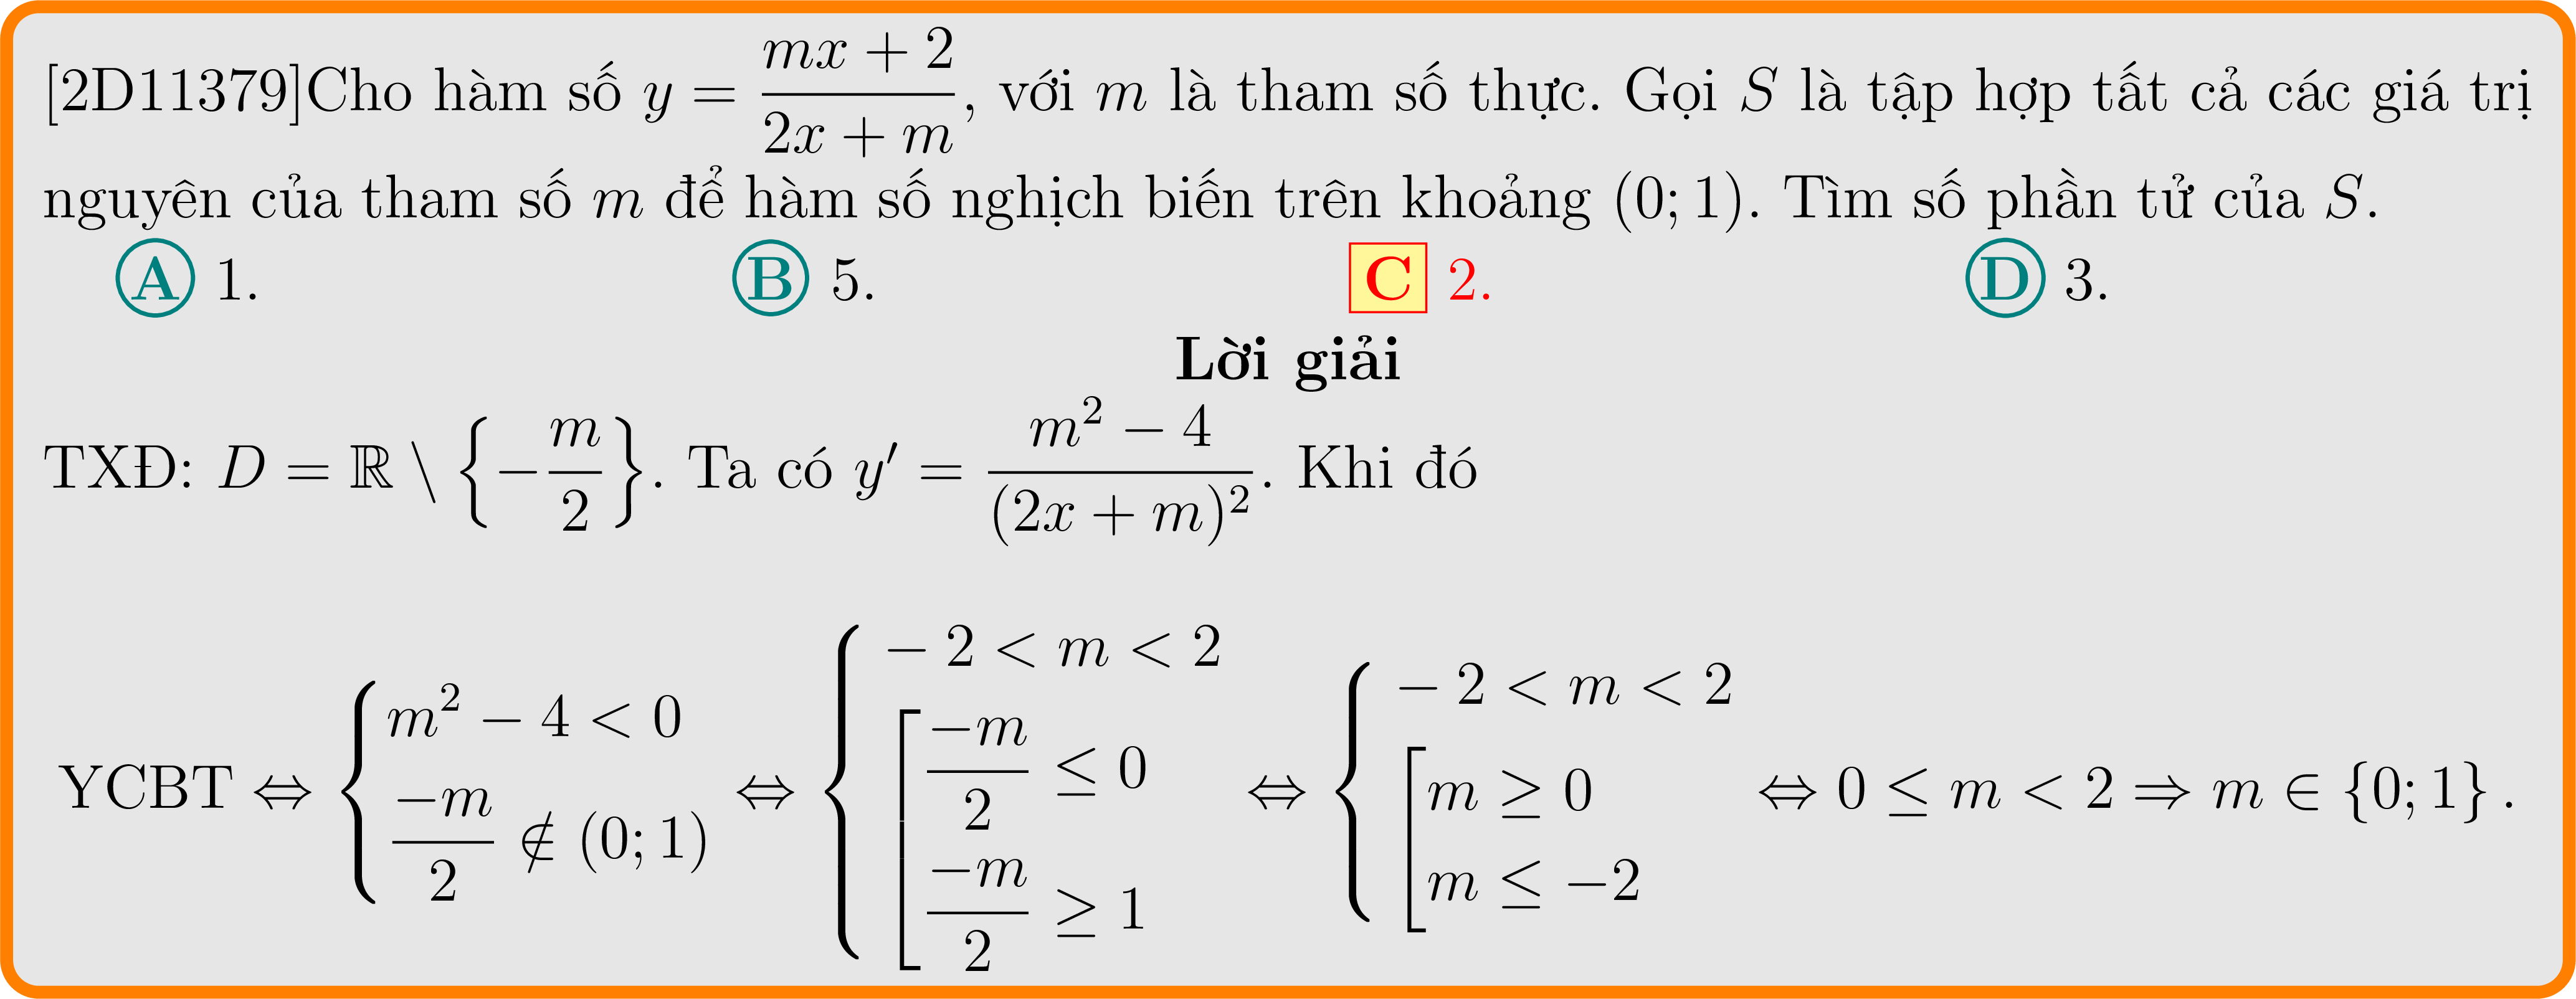 [2D11379]Cho hàm số $y = \dfrac{mx + 2}{2x + m}$, với $m$ là tham số thực. Gọi $S$ là tập hợp tất cả các giá trị
nguyên của tham số $m$ để hàm số nghịch biến trên khoảng $(0; 1)$. Tìm số phần tử của $S$.
A 1. B 5. C 2. D 3.
Lời giải
TXĐ: $D = \mathbb{R} \setminus \left\{-\dfrac{m}{2}\right\}$. Ta có $y' = \dfrac{m^2 - 4}{(2x + m)^2}$. Khi đó
YCBT $\Leftrightarrow \begin{cases} m^2 - 4 < 0 \\ \dfrac{-m}{2} \notin (0; 1) \end{cases} \Leftrightarrow \begin{cases} -2 < m < 2 \\ \left[\begin{array}{l} \dfrac{-m}{2} \leq 0 \\ \dfrac{-m}{2} \geq 1 \end{array}\right. \end{cases} \Leftrightarrow \begin{cases} -2 < m < 2 \\ \left[\begin{array}{l} m \geq 0 \\ m \leq -2 \end{array}\right. \end{cases} \Leftrightarrow 0 \leq m < 2 \Rightarrow m \in \{0; 1\}.$